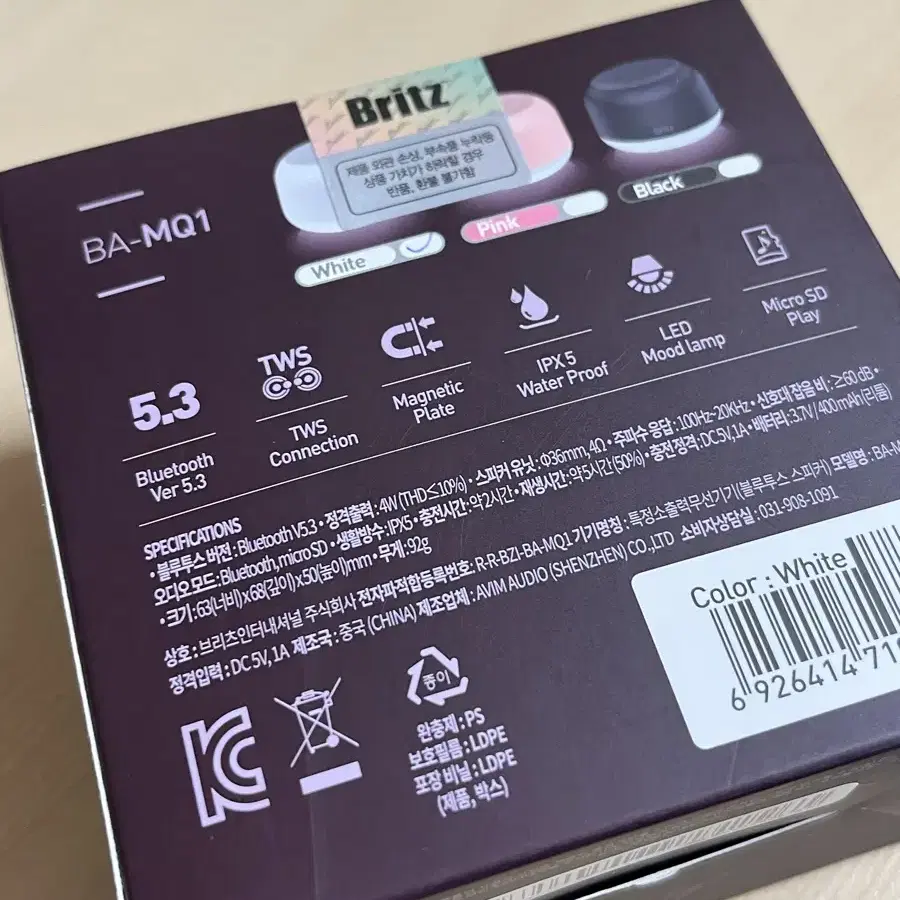 Britz
제품 외관 손상, 부속품 누락등
상품 가치가 하락할 경우
반품, 환불 불가함
Britz
BA-MQ1
White
Pink
Black
5.3
Bluetooth
Ver 5.3
TWS
TWS
Connection
Magnetic
Plate
IPX 5
Water Proof
LED
Mood lamp
Micro SD
Play
SPECIFICATIONS
• 블루투스 버전 : Bluetooth V5.3 • 정격출력 : 4W (THD≤10%) • 스피커 유닛 : Φ36mm, 4Ω • 주파수 응답 : 100Hz-20KHz • 신호대 잡음 비 : ≥60 dB •
오디오 모드 : Bluetooth, micro SD • 생활방수 : IPX5 • 충전시간 : 약 2시간 • 재생시간 : 약 5시간 (50%) • 충전정격 : DC 5V, 1A • 배터리 : 3.7V / 400mAh (리튬)
• 크기 : 63(너비) x 68(깊이) x 50(높이)mm • 무게 : 92g
상호 : 브리츠인터내셔널 주식회사 전자파적합등록번호 : R-R-BZI-BA-MQ1 기기명칭 : 특정소출력무선기기(블루투스 스피커) 모델명 : BA-M
정격입력 : DC 5V, 1A 제조국 : 중국 (CHINA) 제조업체 : AVIM AUDIO (SHENZHEN) CO.,LTD 소비자상담실 : 031-908-1091
Color : White
6 926414 71
종이
완충제 : PS
보호필름 : LDPE
포장 비닐 : LDPE
(제품, 박스)